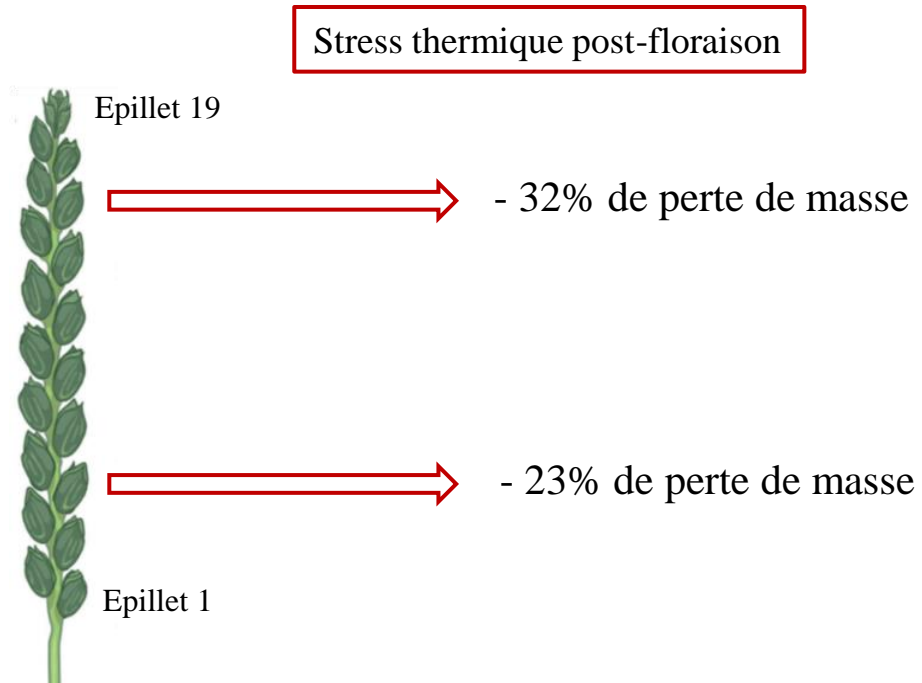 Stress thermique post-floraison
Epillet 19
- 32% de perte de masse
- 23% de perte de masse
Epillet 1